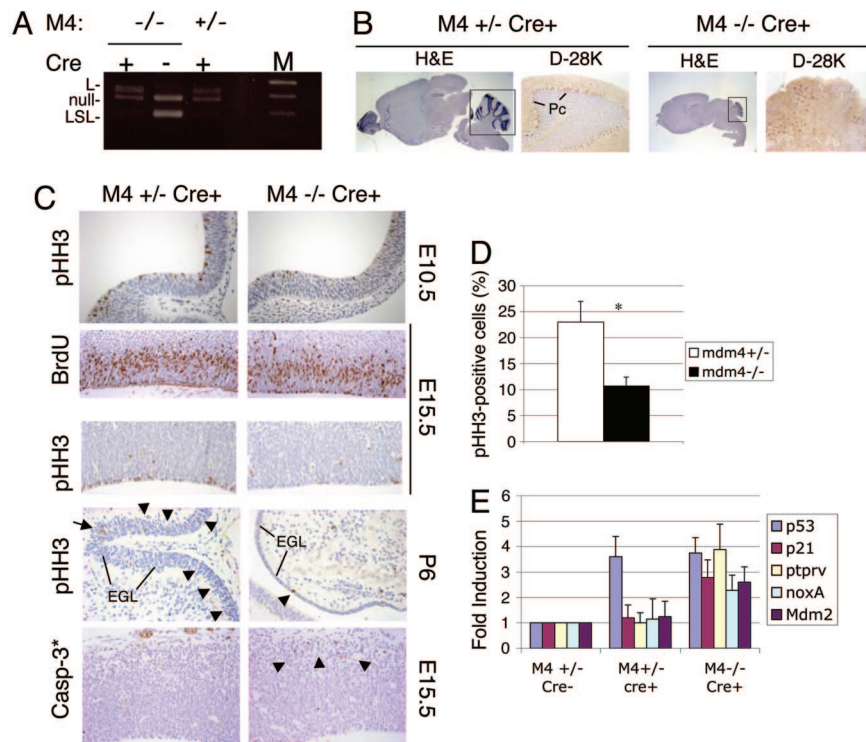 A
M4: -/- +/-
Cre + - + M
L-
null-
LSL-
B
M4 +/- Cre+
M4 -/- Cre+
H&E
D-28K
H&E
D-28K
Pc
C
M4 +/- Cre+
M4 -/- Cre+
pHH3
E10.5
BrdU
E15.5
pHH3
pHH3
EGL
EGL
P6
Casp-3*
E15.5
D
pHH3-positive cells (%)
30
25
20
15
10
5
0
*
mdm4+/-
mdm4-/-
E
Fold Induction
6
5
4
3
2
1
0
p53
p21
ptprv
noxA
Mdm2
M4 +/-
Cre-
M4+/-
cre+
M4-/-
Cre+